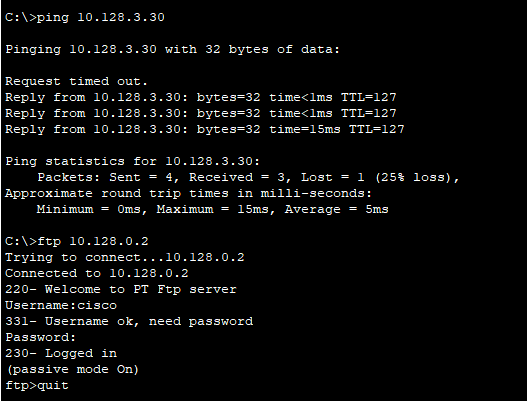 C:\>ping 10.128.3.30
Pinging 10.128.3.30 with 32 bytes of data:
Request timed out.
Reply from 10.128.3.30: bytes=32 time<1ms TTL=127
Reply from 10.128.3.30: bytes=32 time<1ms TTL=127
Reply from 10.128.3.30: bytes=32 time=15ms TTL=127
Ping statistics for 10.128.3.30:
    Packets: Sent = 4, Received = 3, Lost = 1 (25% loss),
Approximate round trip times in milli-seconds:
    Minimum = 0ms, Maximum = 15ms, Average = 5ms
C:\>ftp 10.128.0.2
Trying to connect...10.128.0.2
Connected to 10.128.0.2
220- Welcome to PT Ftp server
Username:cisco
331- Username ok, need password
Password:
230- Logged in
(passive mode On)
ftp>quit